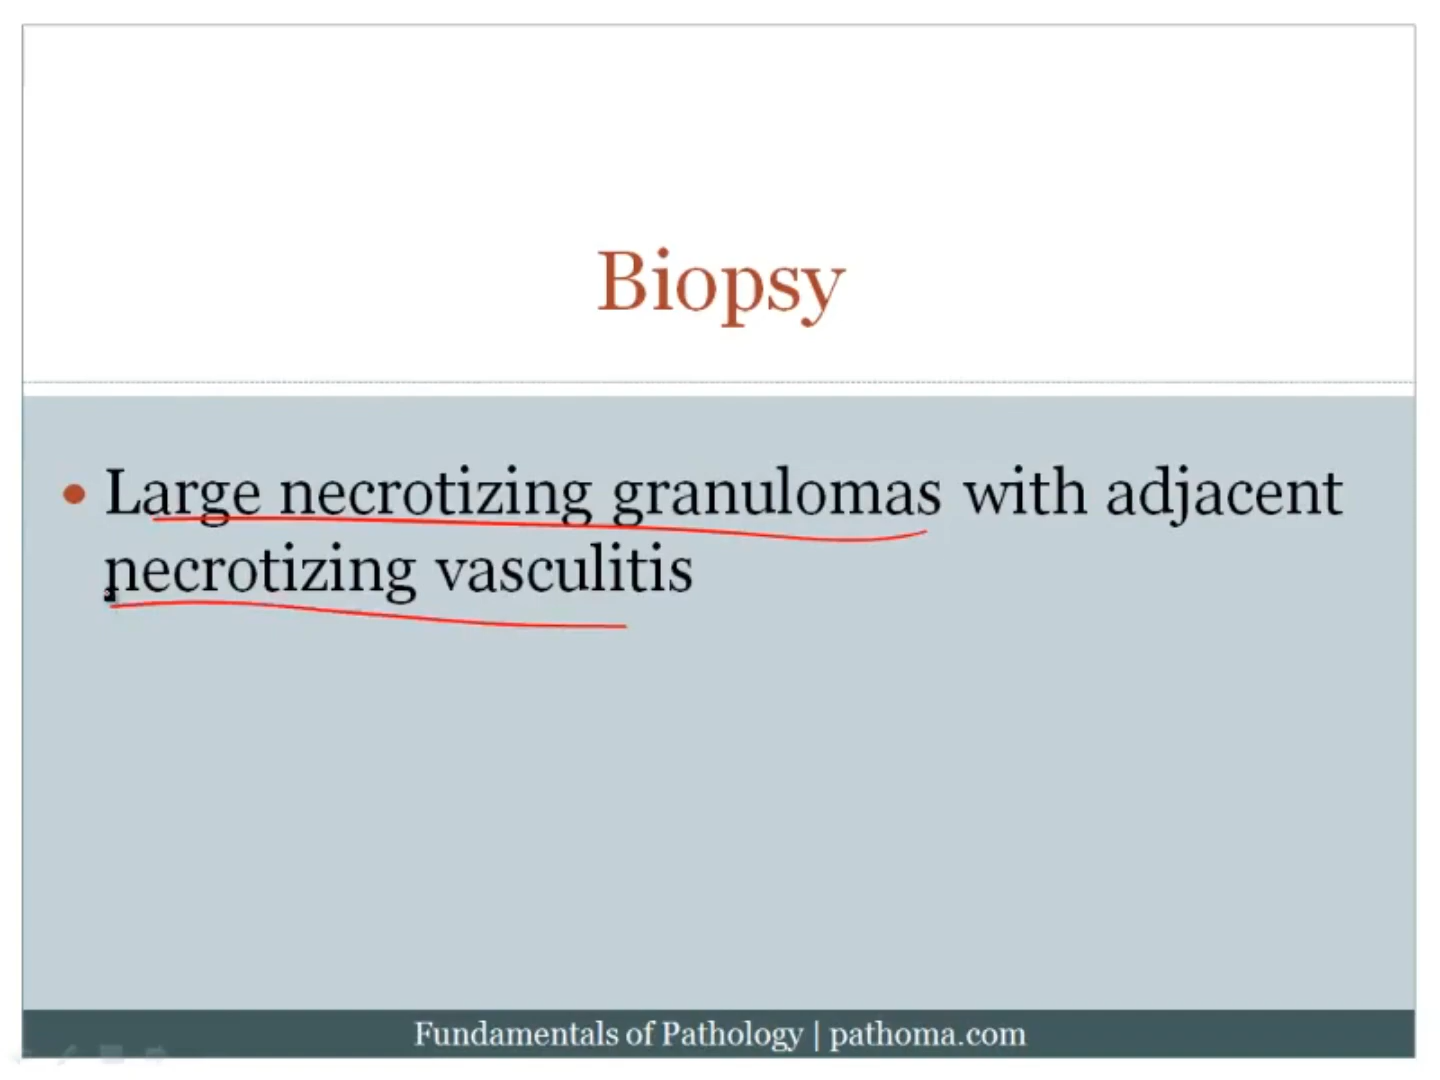 Biopsy
Large necrotizing granulomas with adjacent
necrotizing vasculitis
Fundamentals of Pathology | pathoma.com